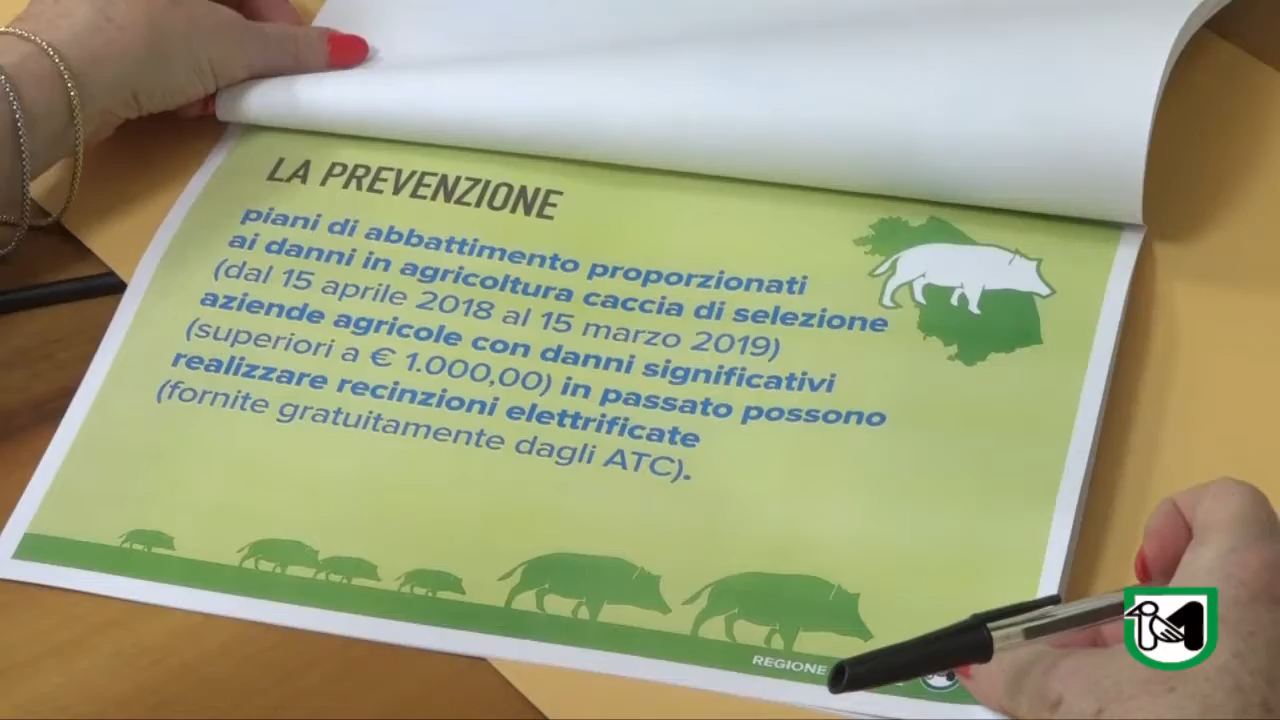 LA PREVENZIONE
piani di abbattimento proporzionati
ai danni in agricoltura caccia di selezione
(dal 15 aprile 2018 al 15 marzo 2019)
aziende agricole con danni significativi
(superiori a € 1.000,00) in passato possono
realizzare recinzioni elettrificate
(fornite gratuitamente dagli ATC).
REGIONE